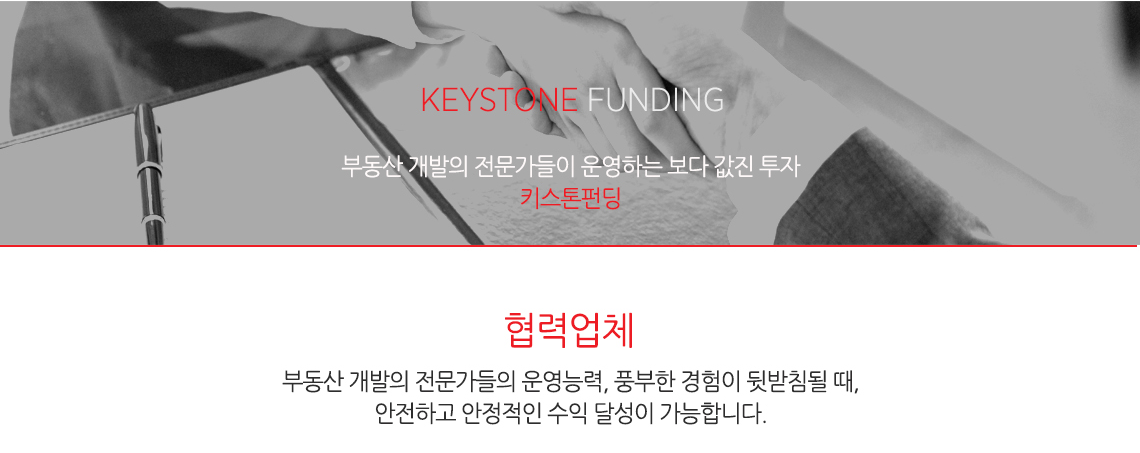 KEYSTONE FUNDING
부동산 개발의 전문가들이 운영하는 보다 값진 투자
키스톤펀딩
협력업체
부동산 개발의 전문가들의 운영능력, 풍부한 경험이 뒷받침될 때,
안전하고 안정적인 수익 달성이 가능합니다.